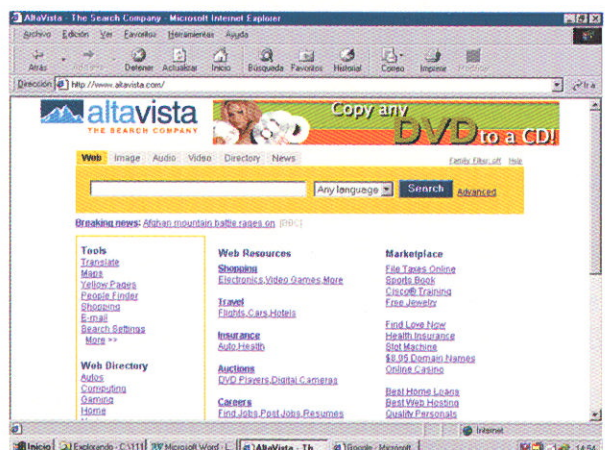 AltaVista - The Search Company - Microsoft Internet Explorer
Archivo Edición Ver Favoritos Herramientas Ayuda
Atrás Detener Actualizar Inicio Búsqueda Favoritos Historial Correo Imprimir
Dirección http://www.altavista.com/ Ir a
altavista
THE SEARCH COMPANY
Copy any
DVD to a CD!
Web Image Audio Video Directory News
Family Filter: off Help
Any language Search Advanced
Breaking news: Afghan mountain battle rages on [BBC]
Tools
Translate
Maps
Yellow Pages
People Finder
Shopping
E-mail
Search Settings
More >>
Web Directory
Autos
Computing
Gaming
Home
Web Resources
Shopping
Electronics, Video Games, More
Travel
Flights, Cars, Hotels
Insurance
Auto, Health
Auctions
DVD Players, Digital Cameras
Careers
Find Jobs, Post Jobs, Resumes
Marketplace
File Taxes Online
Sports Book
Cisco® Training
Free Jewelry
Find Love Now
Health Insurance
Slot Machine
$8.95 Domain Names
Online Casino
Best Home Loans
Best Web Hosting
Quality Personals
Internet
Inicio Explorando - C:\111 Microsoft Word - L AltaVista - Th... Google - Microsoft 14:54